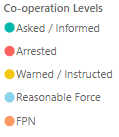 Co-operation Levels
Asked / Informed
Arrested
Warned / Instructed
Reasonable Force
FPN